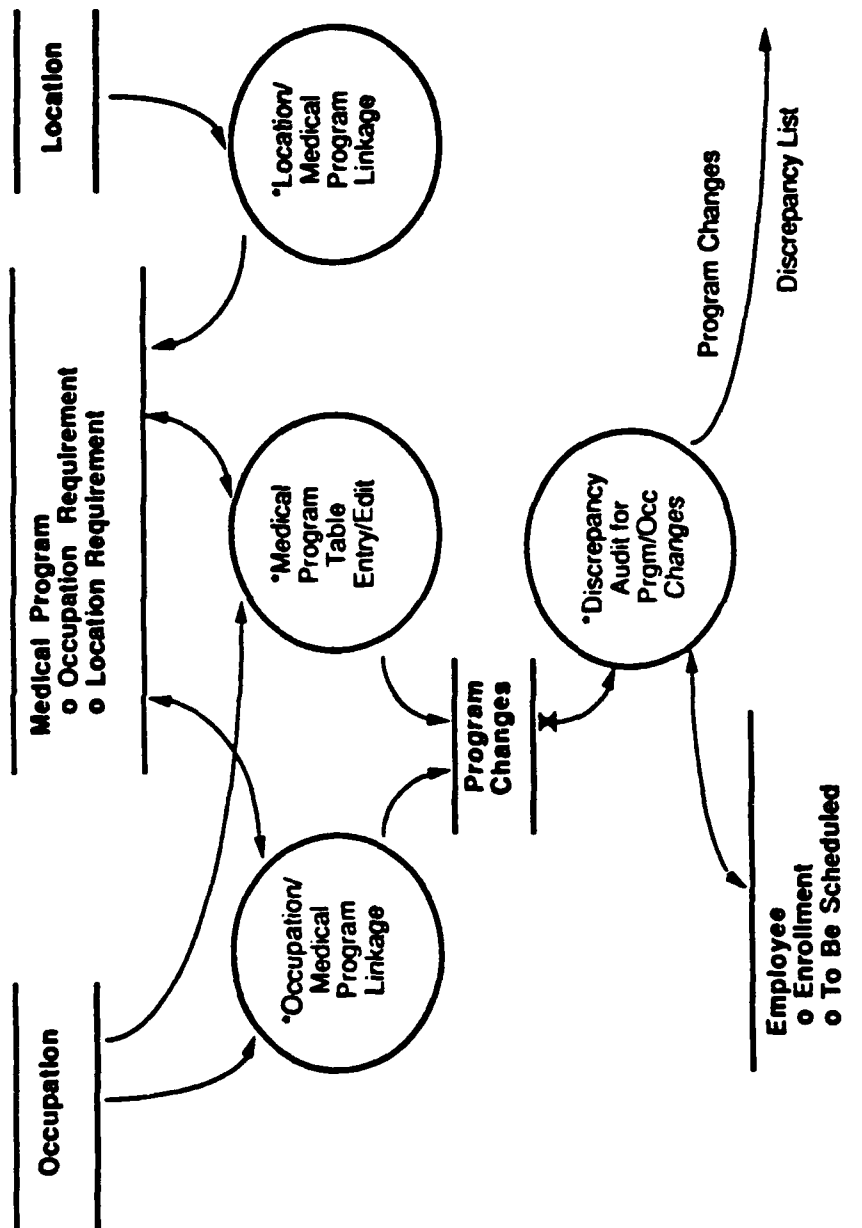 Occupation
Medical Program
o Occupation Requirement
o Location Requirement
Location
*Occupation/
Medical
Program
Linkage
*Medical
Program
Table
Entry/Edit
*Location/
Medical
Program
Linkage
Program
Changes
*Discrepancy
Audit for
Prgm/Occ
Changes
Program Changes
Discrepancy List
Employee
o Enrollment
o To Be Scheduled